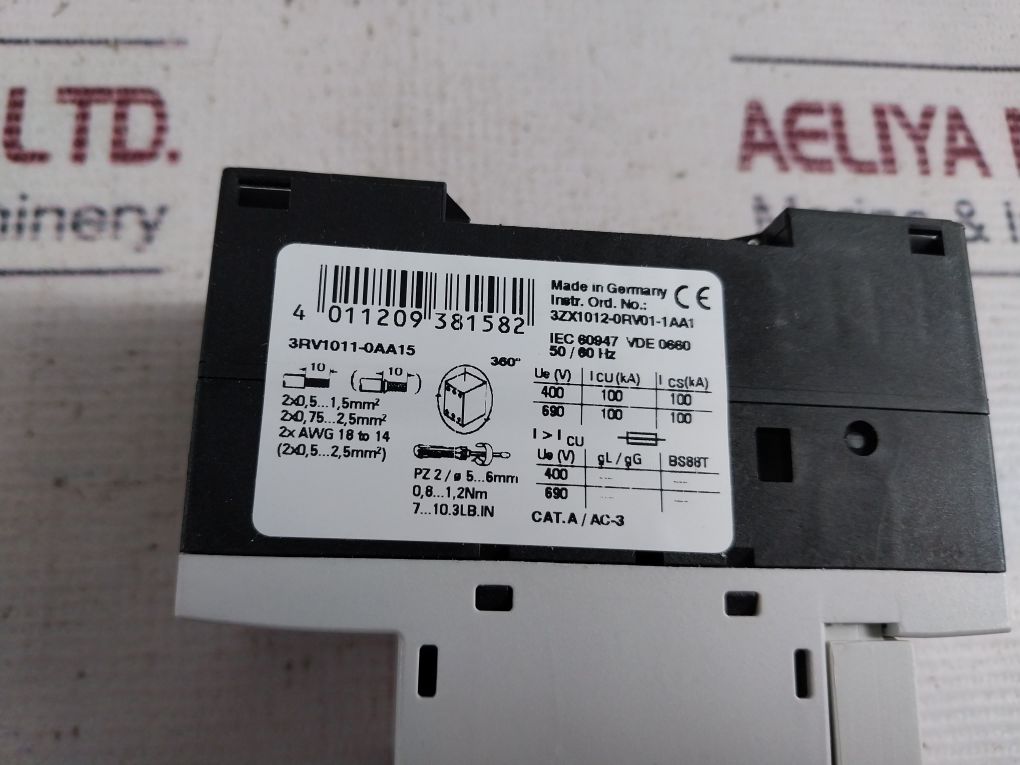 LTD.
AELIYA
Made in Germany
Instr. Ord. No.:
3ZX1012-0RV01-1AA1
CE
4 011209 381582
IEC 60947 VDE 0660
50 / 60 Hz
3RV1011-0AA15
10 ( 10 )
2x0,5...1,5mm²
2x0,75...2,5mm²
2x AWG 18 to 14
(2x0,5...2,5mm²)
360°
PZ 2 / ø 5...6mm
0,8...1,2Nm
7...10.3LB.IN
Ue (V) I CU(kA) I CS(kA)
400 100 100
690 100 100
I > I CU
Ue (V) gL / gG BS88T
400 --- ---
690 --- ---
CAT. A / AC-3